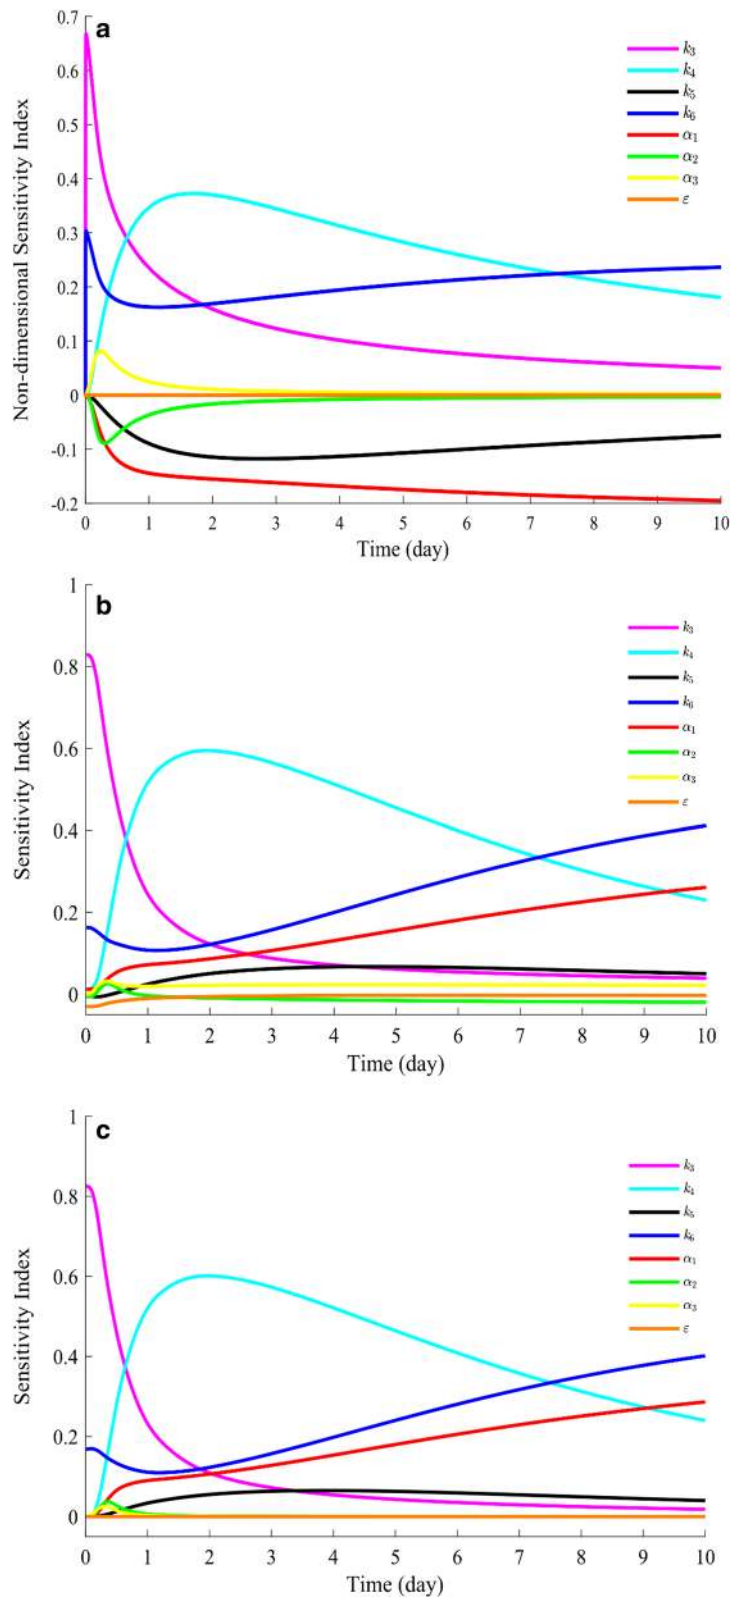 a
0.7
0.6
0.5
0.4
0.3
0.2
0.1
0
-0.1
-0.2
Non-dimensional Sensitivity Index
k₃
k₄
k₅
k₆
α₁
α₂
α₃
ε
0 1 2 3 4 5 6 7 8 9 10
Time (day)
b
1
0.8
0.6
0.4
0.2
0
Sensitivity Index
k₃
k₄
k₅
k₆
α₁
α₂
α₃
ε
0 1 2 3 4 5 6 7 8 9 10
Time (day)
c
1
0.8
0.6
0.4
0.2
0
Sensitivity Index
k₃
k₄
k₅
k₆
α₁
α₂
α₃
ε
0 1 2 3 4 5 6 7 8 9 10
Time (day)